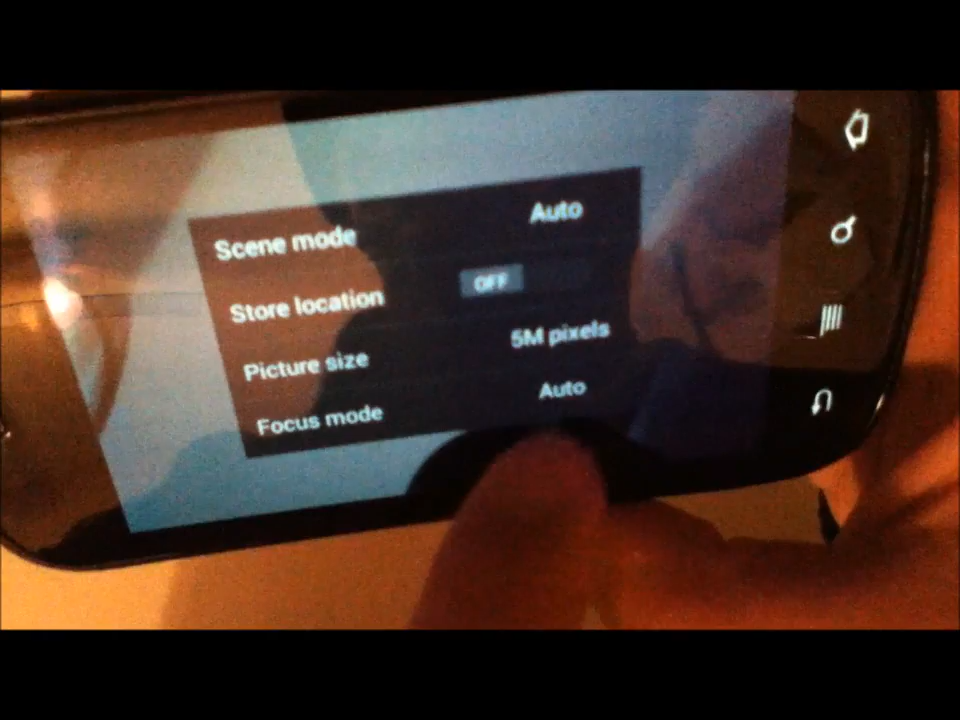 Scene mode Auto
Store location OFF
Picture size 5M pixels
Focus mode Auto